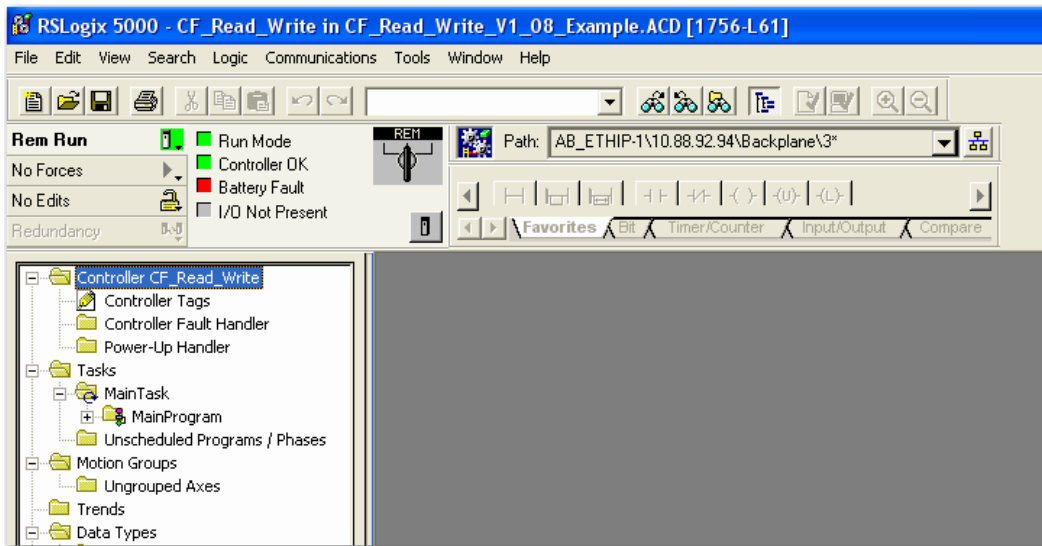 RSLogix 5000 - CF_Read_Write in CF_Read_Write_V1_08_Example.ACD [1756-L61]
File Edit View Search Logic Communications Tools Window Help
Rem Run
No Forces
No Edits
Redundancy
Run Mode
Controller OK
Battery Fault
I/O Not Present
REM
Path: AB_ETHIP-1\10.88.92.94\Backplane\3*
Favorites Bit Timer/Counter Input/Output Compare
Controller CF_Read_Write
Controller Tags
Controller Fault Handler
Power-Up Handler
Tasks
MainTask
MainProgram
Unscheduled Programs / Phases
Motion Groups
Ungrouped Axes
Trends
Data Types